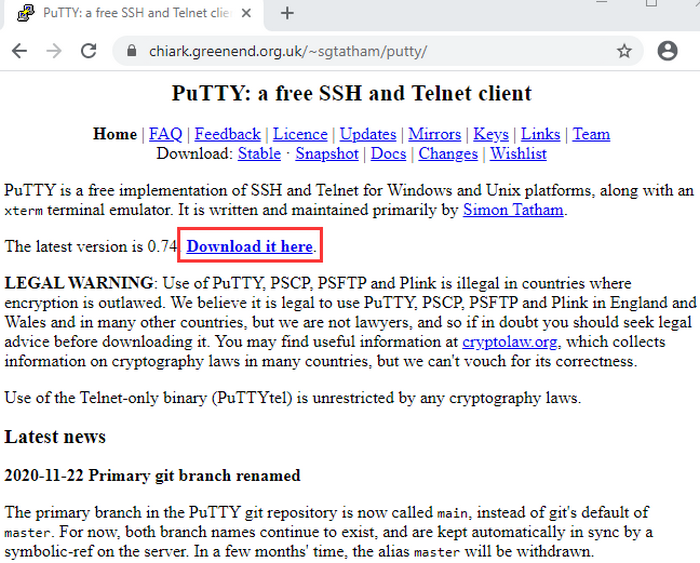 PuTTY: a free SSH and Telnet clie
chiark.greenend.org.uk/~sgtatham/putty/
PuTTY: a free SSH and Telnet client
Home | FAQ | Feedback | Licence | Updates | Mirrors | Keys | Links | Team
Download: Stable · Snapshot | Docs | Changes | Wishlist
PuTTY is a free implementation of SSH and Telnet for Windows and Unix platforms, along with an
xterm terminal emulator. It is written and maintained primarily by Simon Tatham.
The latest version is 0.74. Download it here.
LEGAL WARNING: Use of PuTTY, PSCP, PSFTP and Plink is illegal in countries where
encryption is outlawed. We believe it is legal to use PuTTY, PSCP, PSFTP and Plink in England and
Wales and in many other countries, but we are not lawyers, and so if in doubt you should seek legal
advice before downloading it. You may find useful information at cryptolaw.org, which collects
information on cryptography laws in many countries, but we can't vouch for its correctness.
Use of the Telnet-only binary (PuTTYtel) is unrestricted by any cryptography laws.
Latest news
2020-11-22 Primary git branch renamed
The primary branch in the PuTTY git repository is now called main, instead of git's default of
master. For now, both branch names continue to exist, and are kept automatically in sync by a
symbolic-ref on the server. In a few months' time, the alias master will be withdrawn.